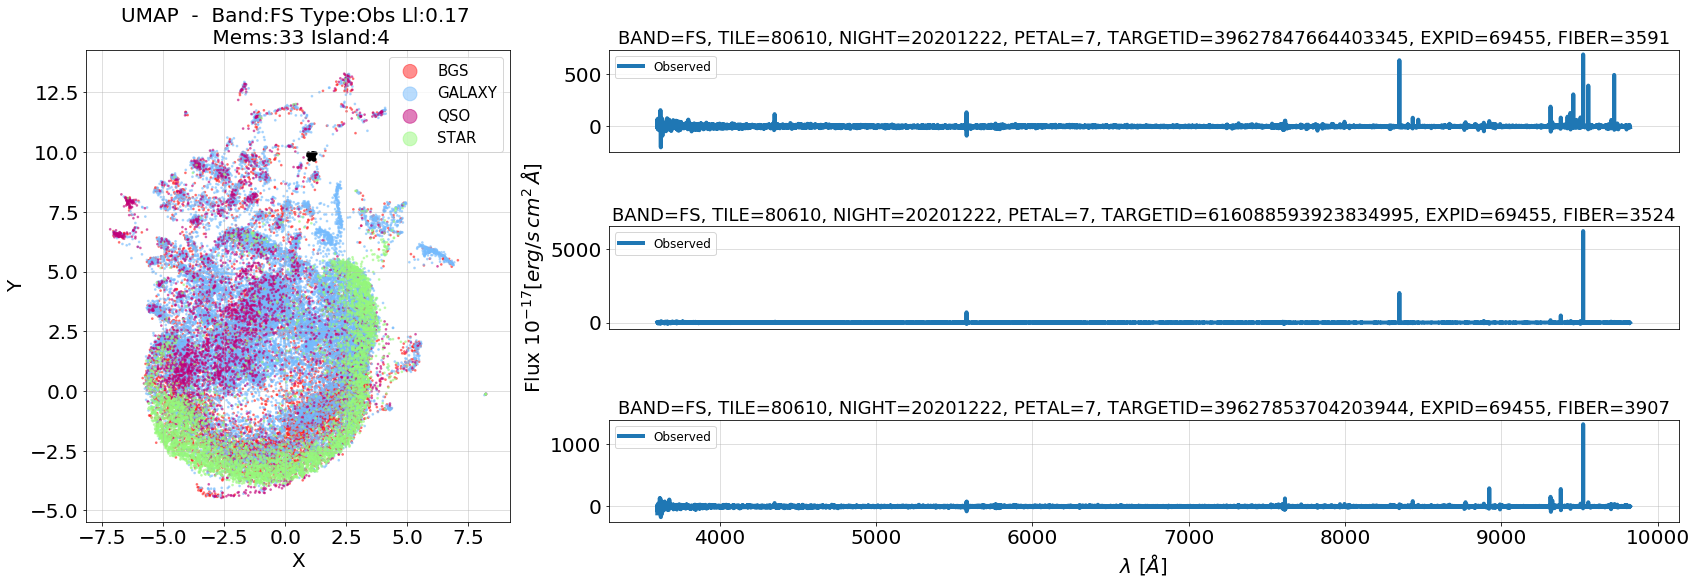 UMAP - Band:FS Type:Obs Ll:0.17
Mems:33 Island:4
BGS
GALAXY
QSO
STAR
12.5
10.0
7.5
5.0
2.5
0.0
−2.5
−5.0
Y
−7.5 −5.0 −2.5 0.0 2.5 5.0 7.5
X
Flux 10⁻¹⁷[erg/s cm² Å]
BAND=FS, TILE=80610, NIGHT=20201222, PETAL=7, TARGETID=39627847664403345, EXPID=69455, FIBER=3591
Observed
500
0
BAND=FS, TILE=80610, NIGHT=20201222, PETAL=7, TARGETID=616088593923834995, EXPID=69455, FIBER=3524
Observed
5000
0
BAND=FS, TILE=80610, NIGHT=20201222, PETAL=7, TARGETID=39627853704203944, EXPID=69455, FIBER=3907
Observed
1000
0
4000 5000 6000 7000 8000 9000 10000
λ [Å]